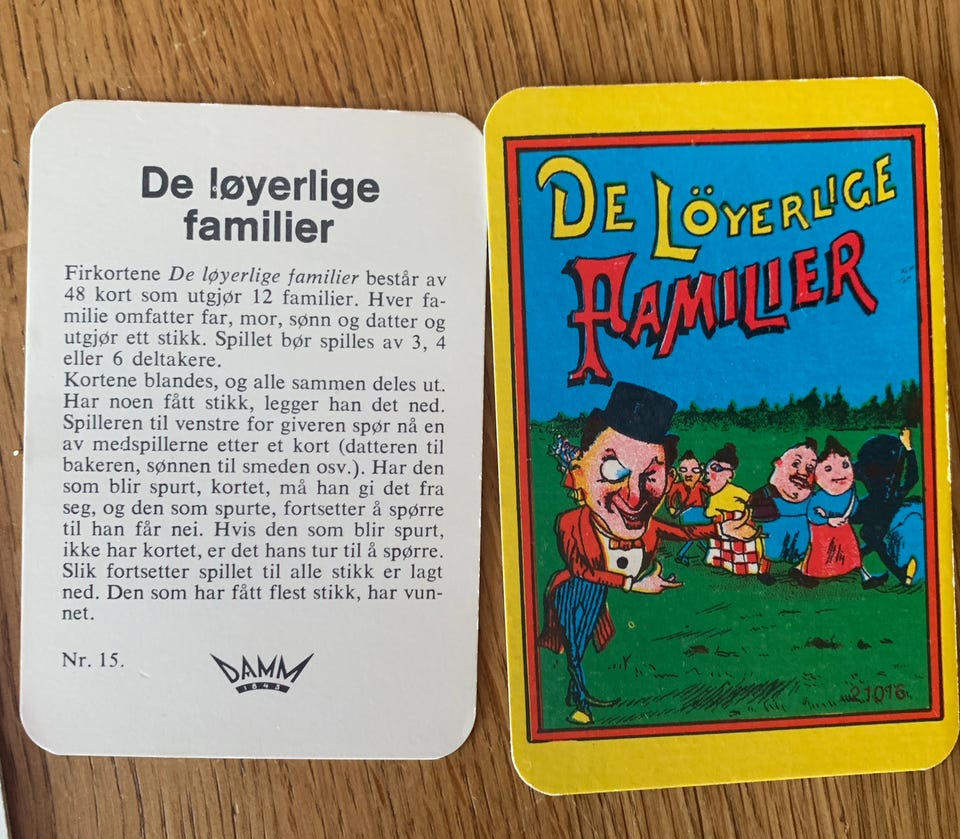 De løyerlige
familier
Firkortene De løyerlige familier består av
48 kort som utgjør 12 familier. Hver fa-
milie omfatter far, mor, sønn og datter og
utgjør ett stikk. Spillet bør spilles av 3, 4
eller 6 deltakere.
Kortene blandes, og alle sammen deles ut.
Har noen fått stikk, legger han det ned.
Spilleren til venstre for giveren spør nå en
av medspillerne etter et kort (datteren til
bakeren, sønnen til smeden osv.). Har den
som blir spurt, kortet, må han gi det fra
seg, og den som spurte, fortsetter å spørre
til han får nei. Hvis den som blir spurt,
ikke har kortet, er det hans tur til å spørre.
Slik fortsetter spillet til alle stikk er lagt
ned. Den som har fått flest stikk, har vun-
net.
Nr. 15.
DAMM
1843
DE LÖYERLIGE
FAMILIER
21016